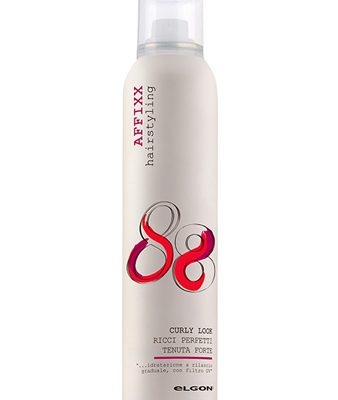 AFFIXX
hairstyling
88
CURLY LOOK
RICCI PERFETTI
TENUTA FORTE
"...idratazione a rilascio
graduale, con filtro UV"
eLGON